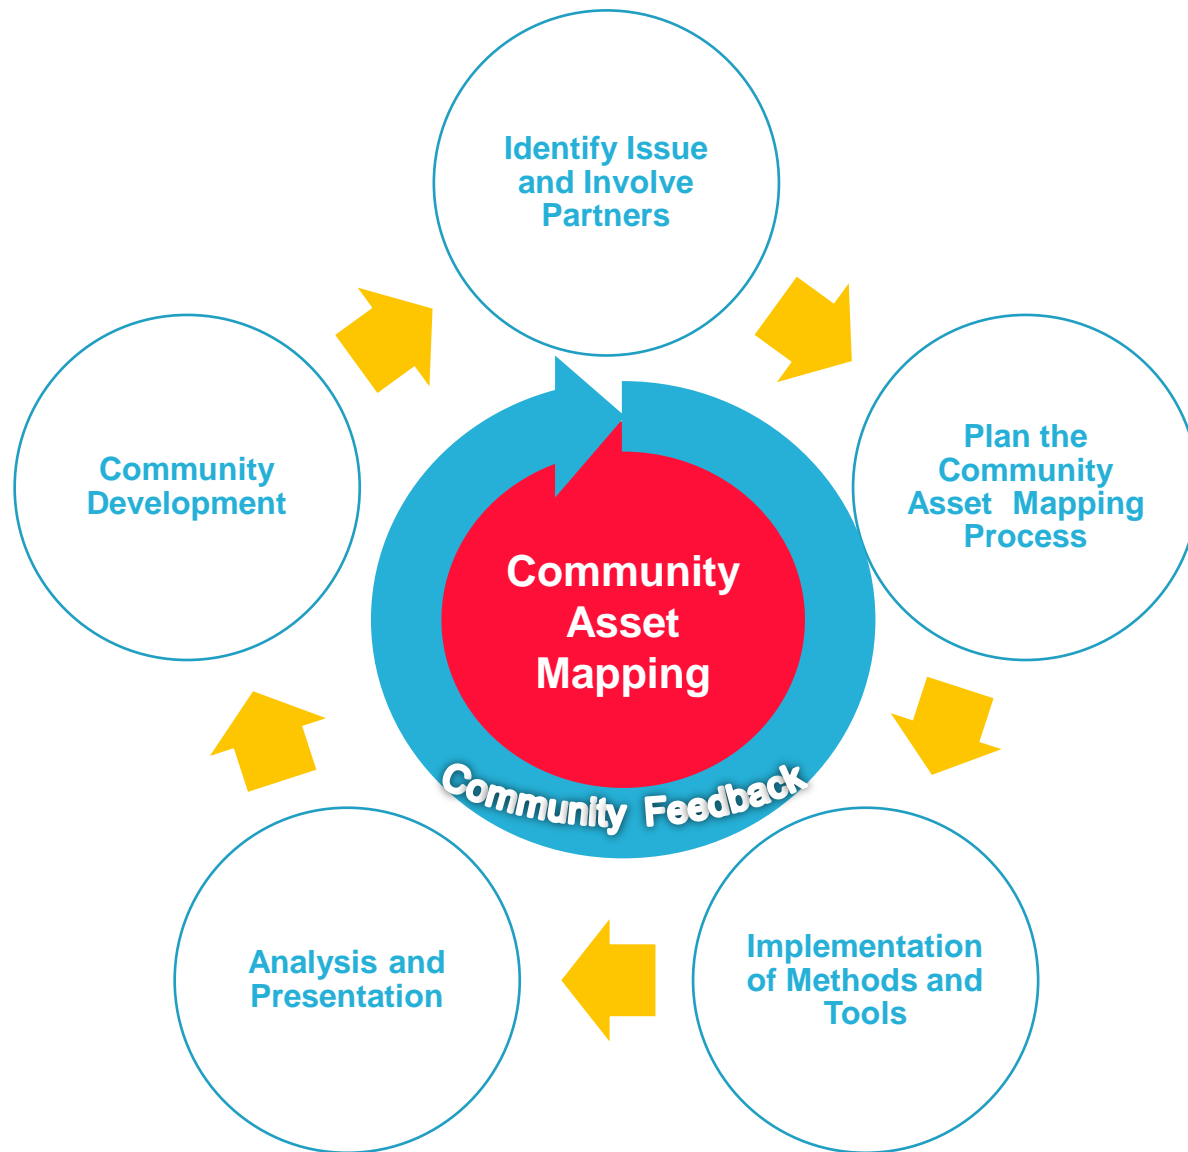 Identify Issue
and Involve
Partners
Plan the
Community
Asset Mapping
Process
Community
Development
Community
Asset
Mapping
Community Feedback
Implementation
of Methods and
Tools
Analysis and
Presentation